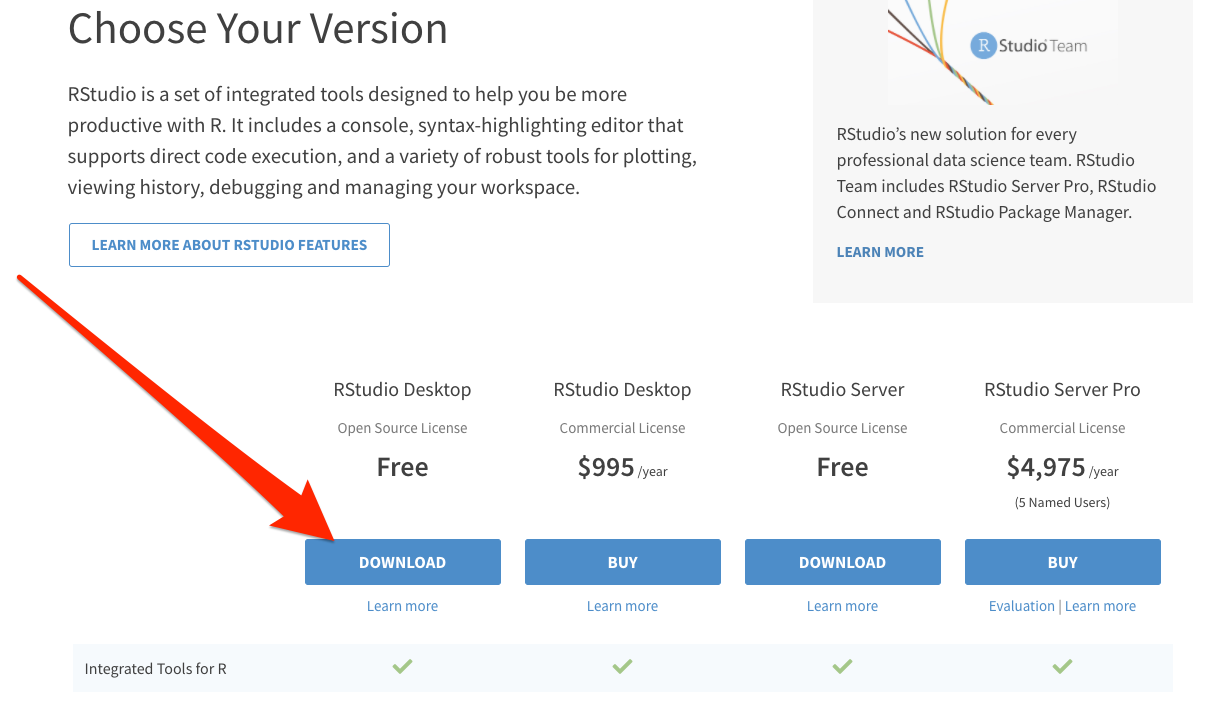 Choose Your Version
RStudio is a set of integrated tools designed to help you be more
productive with R. It includes a console, syntax-highlighting editor that
supports direct code execution, and a variety of robust tools for plotting,
viewing history, debugging and managing your workspace.
LEARN MORE ABOUT RSTUDIO FEATURES
R Studio Team
RStudio’s new solution for every
professional data science team. RStudio
Team includes RStudio Server Pro, RStudio
Connect and RStudio Package Manager.
LEARN MORE
RStudio Desktop RStudio Desktop RStudio Server RStudio Server Pro
Open Source License Commercial License Open Source License Commercial License
Free $995 /year Free $4,975 /year
(5 Named Users)
DOWNLOAD BUY DOWNLOAD BUY
Learn more Learn more Learn more Evaluation | Learn more
Integrated Tools for R